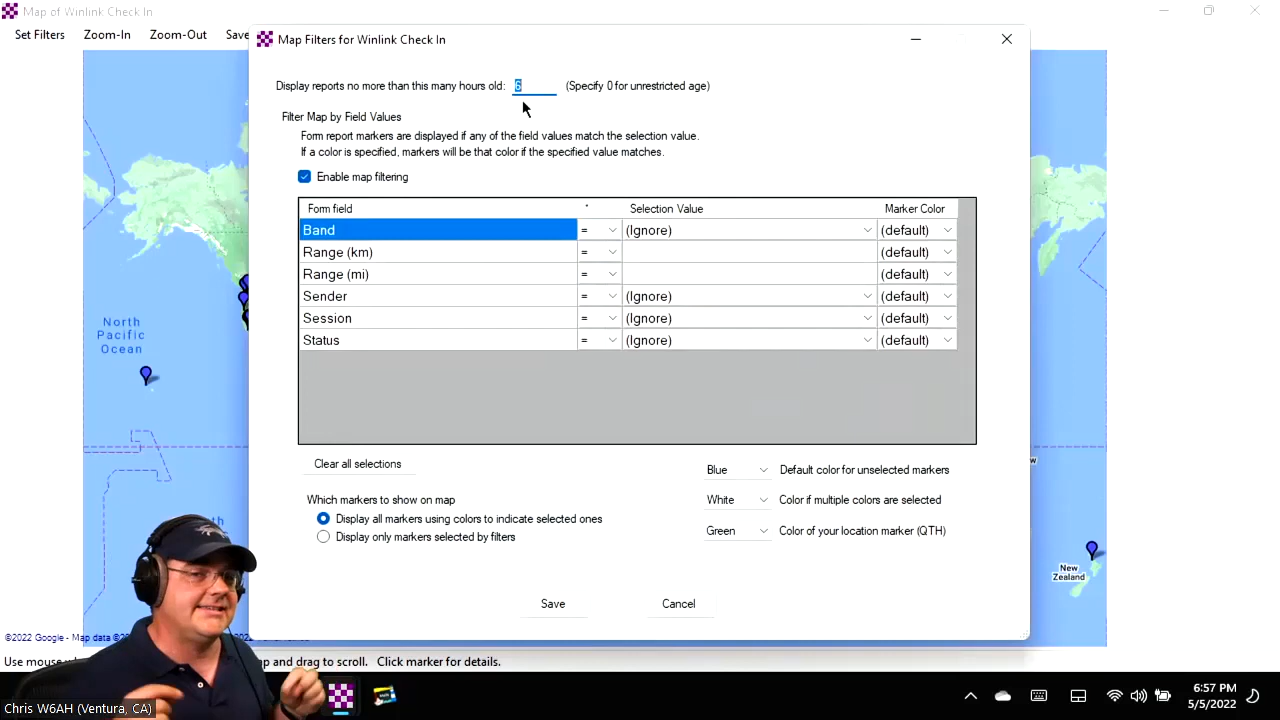 Map of Winlink Check In
Set Filters Zoom-In Zoom-Out Save
Map Filters for Winlink Check In
Display reports no more than this many hours old: 6 (Specify 0 for unrestricted age)
Filter Map by Field Values
Form report markers are displayed if any of the field values match the selection value.
If a color is specified, markers will be that color if the specified value matches.
Enable map filtering
Form field * Selection Value Marker Color
Band = (Ignore) (default)
Range (km) = (default)
Range (mi) = (default)
Sender = (Ignore) (default)
Session = (Ignore) (default)
Status = (Ignore) (default)
North
Pacific
Ocean
Clear all selections
Blue Default color for unselected markers
Which markers to show on map
White Color if multiple colors are selected
Display all markers using colors to indicate selected ones
Green Color of your location marker (QTH)
Display only markers selected by filters
New
Zealand
Save Cancel
©2022 Google - Map data
Use mouse and drag to scroll. Click marker for details.
6:57 PM
5/5/2022
Chris W6AH (Ventura, CA)